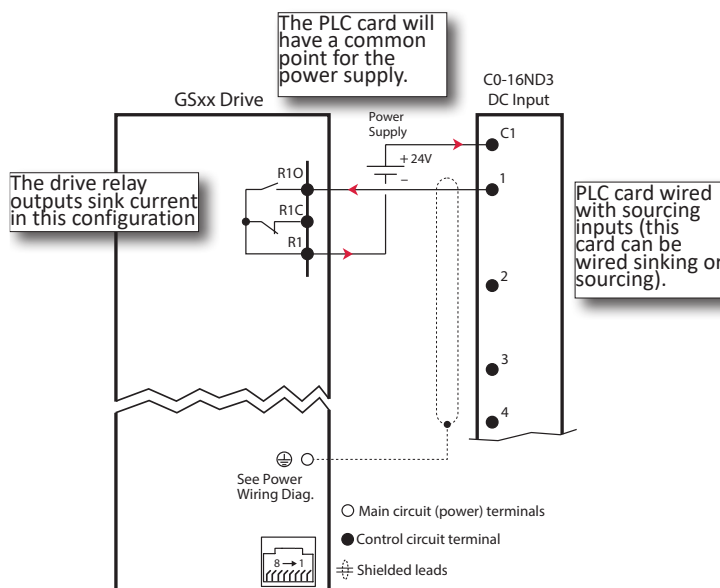 The PLC card will
have a common
point for the
power supply.
C0-16ND3
DC Input
GSxx Drive
Power
Supply
C1
+ 24V
–
The drive relay
outputs sink current
in this configuration
R1O
R1C
R1
1
PLC card wired
with sourcing
inputs (this
card can be
wired sinking or
sourcing).
2
3
4
See Power
Wiring Diag.
Main circuit (power) terminals
Control circuit terminal
Shielded leads
8 → 1